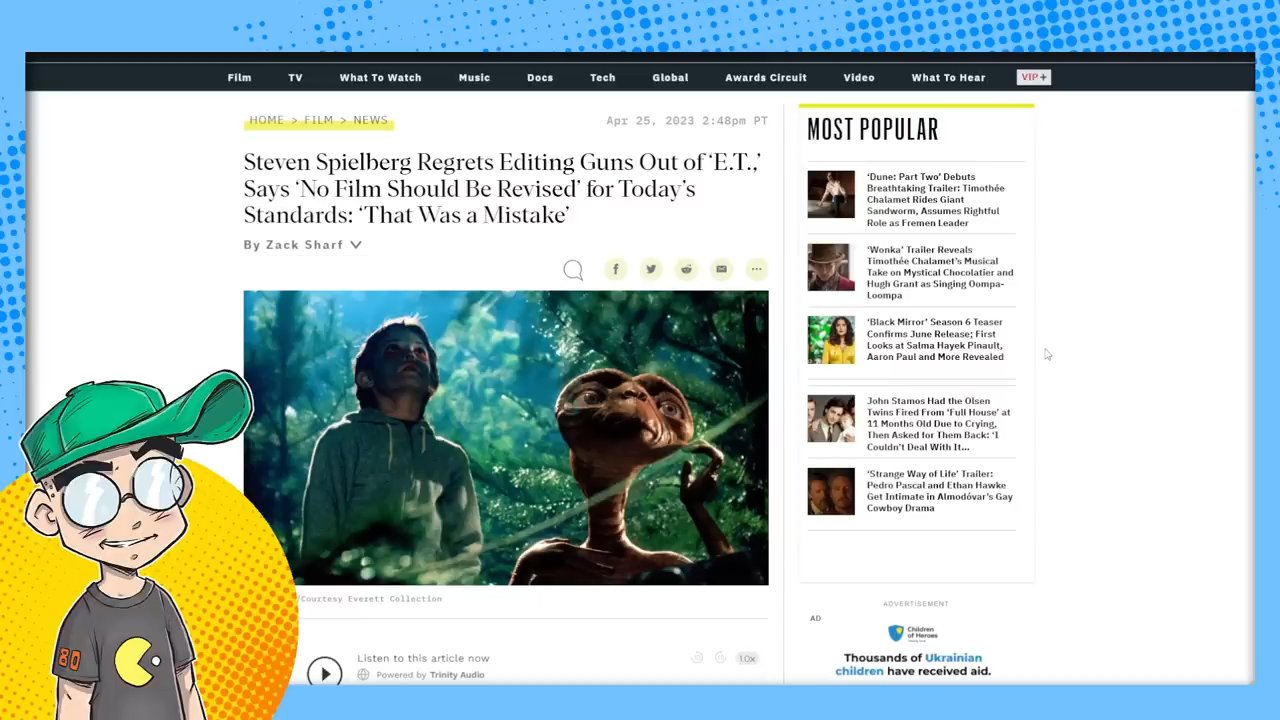 Film TV What To Watch Music Docs Tech Global Awards Circuit Video What To Hear VIP+
HOME > FILM > NEWS
Apr 25, 2023 2:48pm PT
Steven Spielberg Regrets Editing Guns Out of ‘E.T.,’
Says ‘No Film Should Be Revised’ for Today’s
Standards: ‘That Was a Mistake’
By Zack Sharf
/Courtesy Everett Collection
Listen to this article now
Powered by Trinity Audio
1.0x
80
MOST POPULAR
‘Dune: Part Two’ Debuts
Breathtaking Trailer: Timothée
Chalamet Rides Giant
Sandworm, Assumes Rightful
Role as Fremen Leader
‘Wonka’ Trailer Reveals
Timothée Chalamet’s Musical
Take on Mystical Chocolatier and
Hugh Grant as Singing Oompa-
Loompa
‘Black Mirror’ Season 6 Teaser
Confirms June Release; First
Looks at Salma Hayek Pinault,
Aaron Paul and More Revealed
John Stamos Had the Olsen
Twins Fired From ‘Full House’ at
11 Months Old Due to Crying,
Then Asked for Them Back: ‘I
Couldn’t Deal With It...
‘Strange Way of Life’ Trailer:
Pedro Pascal and Ethan Hawke
Get Intimate in Almodóvar’s Gay
Cowboy Drama
ADVERTISEMENT
AD
Children
of Heroes
Thousands of Ukrainian
children have received aid.